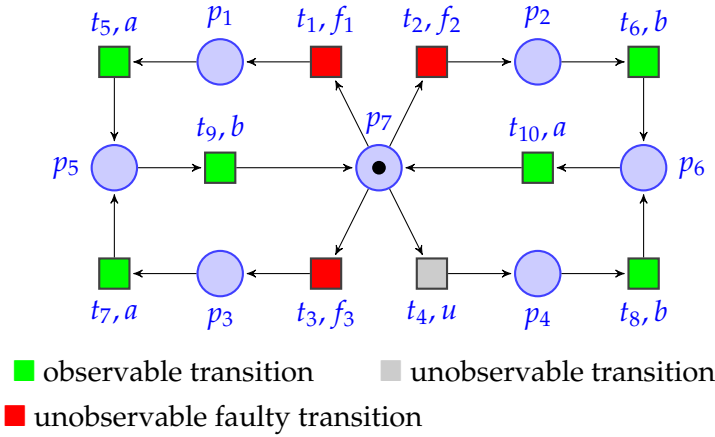 t5, a p1 t1, f1 t2, f2 p2 t6, b
p7
p5 t9, b t10, a p6
t7, a p3 t3, f3 t4, u p4 t8, b
observable transition unobservable transition
unobservable faulty transition